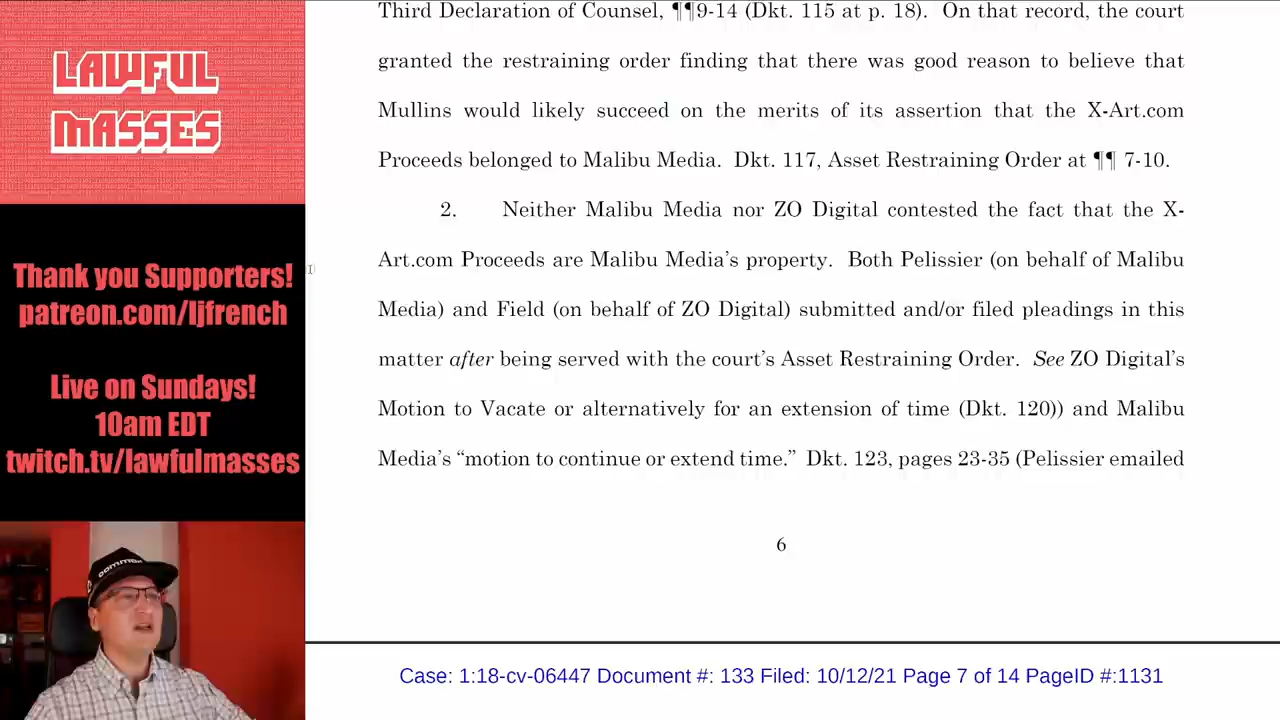 LAWFUL
MASSES
Thank you Supporters!
patreon.com/ljfrench
Live on Sundays!
10am EDT
twitch.tv/lawfulmasses
Third Declaration of Counsel, ¶¶9-14 (Dkt. 115 at p. 18). On that record, the court
granted the restraining order finding that there was good reason to believe that
Mullins would likely succeed on the merits of its assertion that the X-Art.com
Proceeds belonged to Malibu Media. Dkt. 117, Asset Restraining Order at ¶¶ 7-10.
2. Neither Malibu Media nor ZO Digital contested the fact that the X-
Art.com Proceeds are Malibu Media’s property. Both Pelissier (on behalf of Malibu
Media) and Field (on behalf of ZO Digital) submitted and/or filed pleadings in this
matter after being served with the court’s Asset Restraining Order. See ZO Digital’s
Motion to Vacate or alternatively for an extension of time (Dkt. 120)) and Malibu
Media’s “motion to continue or extend time.” Dkt. 123, pages 23-35 (Pelissier emailed
6
Case: 1:18-cv-06447 Document #: 133 Filed: 10/12/21 Page 7 of 14 PageID #:1131